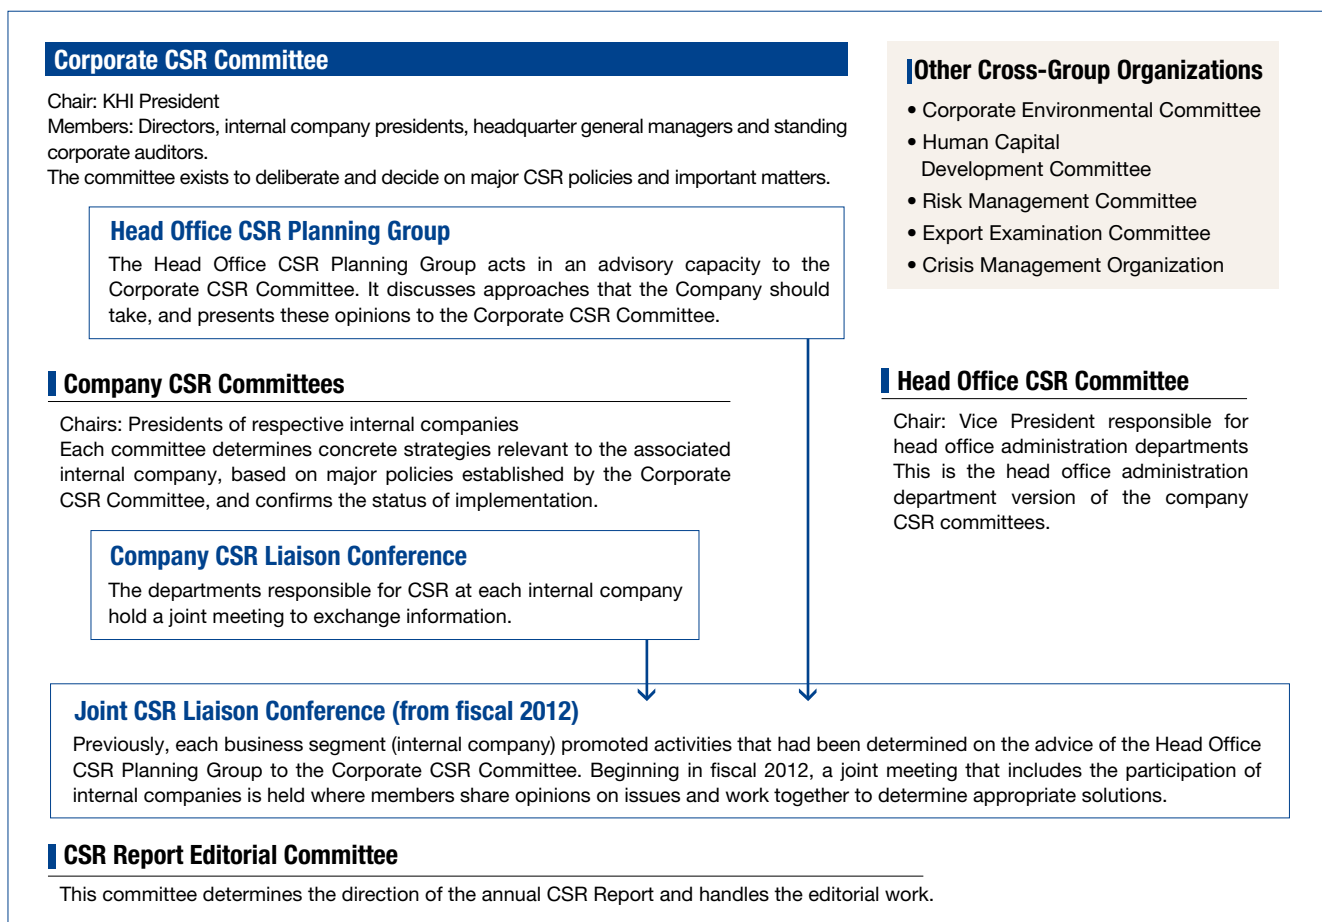 Corporate CSR Committee
Chair: KHI President
Members: Directors, internal company presidents, headquarter general managers and standing
corporate auditors.
The committee exists to deliberate and decide on major CSR policies and important matters.
Head Office CSR Planning Group
The Head Office CSR Planning Group acts in an advisory capacity to the
Corporate CSR Committee. It discusses approaches that the Company should
take, and presents these opinions to the Corporate CSR Committee.
Other Cross-Group Organizations
• Corporate Environmental Committee
• Human Capital
Development Committee
• Risk Management Committee
• Export Examination Committee
• Crisis Management Organization
Company CSR Committees
Chairs: Presidents of respective internal companies
Each committee determines concrete strategies relevant to the associated
internal company, based on major policies established by the Corporate
CSR Committee, and confirms the status of implementation.
Company CSR Liaison Conference
The departments responsible for CSR at each internal company
hold a joint meeting to exchange information.
Head Office CSR Committee
Chair: Vice President responsible for
head office administration departments
This is the head office administration
department version of the company
CSR committees.
Joint CSR Liaison Conference (from fiscal 2012)
Previously, each business segment (internal company) promoted activities that had been determined on the advice of the Head Office
CSR Planning Group to the Corporate CSR Committee. Beginning in fiscal 2012, a joint meeting that includes the participation of
internal companies is held where members share opinions on issues and work together to determine appropriate solutions.
CSR Report Editorial Committee
This committee determines the direction of the annual CSR Report and handles the editorial work.